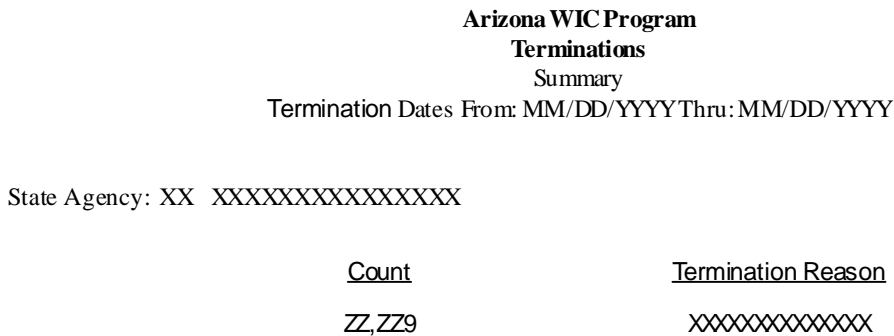 Arizona WIC Program
Terminations
Summary
Termination Dates From: MM/DD/YYYY Thru: MM/DD/YYYY
State Agency: XX XXXXXXXXXXXXXXX
Count Termination Reason
ZZ,ZZ9 XXXXXXXXXXXXXX